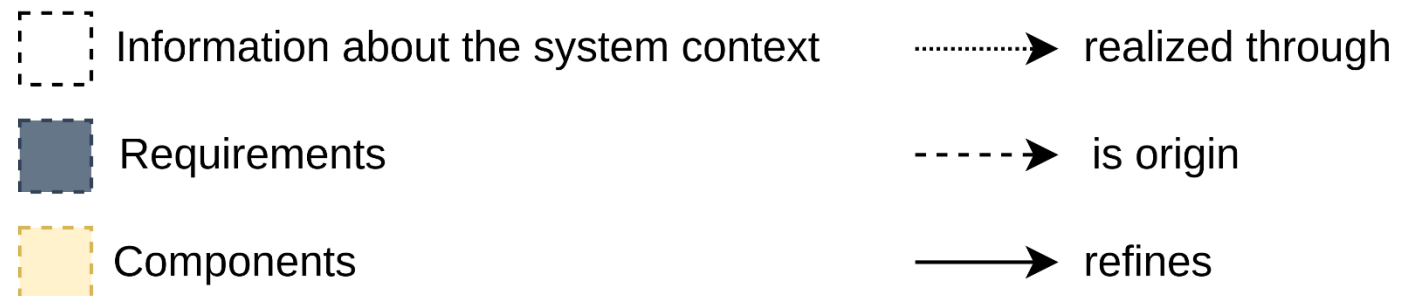 Information about the system context
realized through
Requirements
is origin
Components
refines